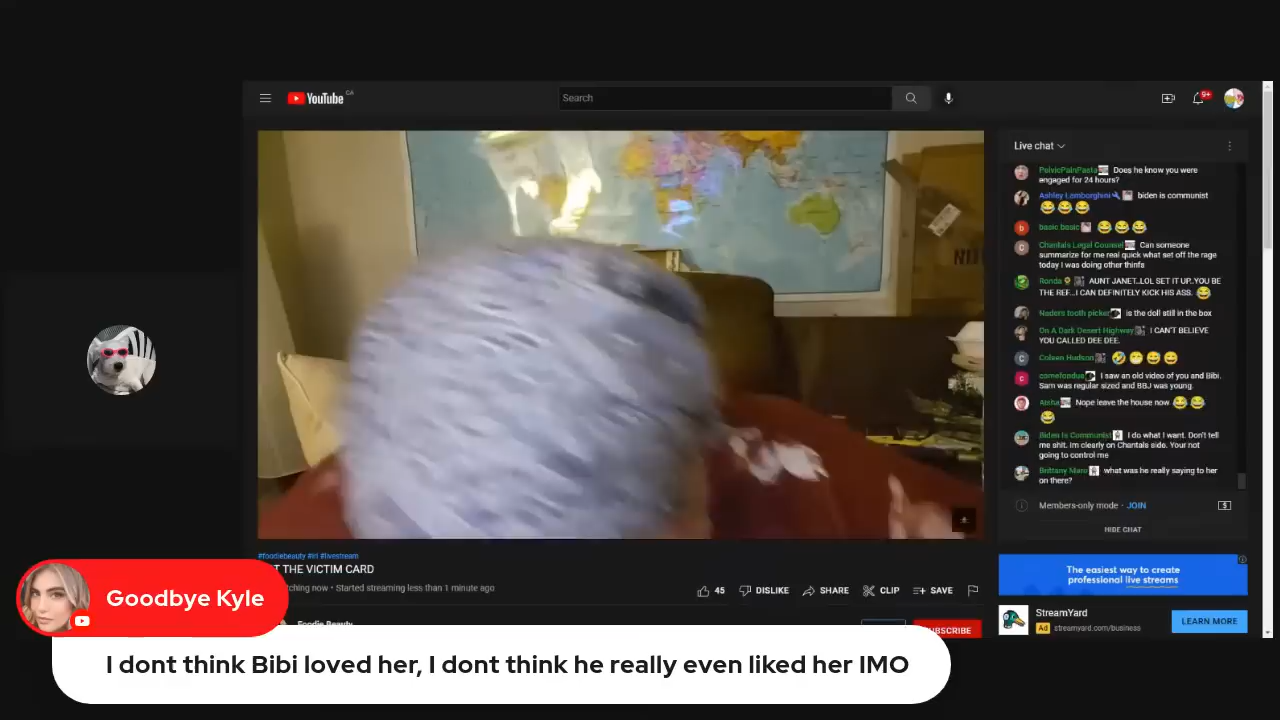 YouTube CA
Search
9+
Live chat
PelvicPainPasta Does he know you were
engaged for 24 hours?
Ashley Lamborghini biden is communist
😂😂😂
basic basic 😂😂😂
Chantals Legal Counsel Can someone
summarize for me real quick what set off the rage
today I was doing other thinfs
Ronda AUNT JANET..LOL SET IT UP..YOU BE
THE REF...I CAN DEFINITELY KICK HIS ASS. 😂
Naders tooth picker is the doll still in the box
On A Dark Desert Highway I CAN'T BELIEVE
YOU CALLED DEE DEE.
Coleen Hudson 🤣😁😅😄
comefondue I saw an old video of you and Bibi.
Sam was regular sized and BBJ was young.
Nope leave the house now 😂😂
😂
Biden Is Communist I do what I want. Don't tell
me shit. Im clearly on Chantals side. Your not
going to control me
Brittany Maro what was he really saying to her
on there?
Members-only mode · JOIN
HIDE CHAT
#foodiebeauty #irl #livestream
T THE VICTIM CARD
tching now • Started streaming less than 1 minute ago
45 DISLIKE SHARE CLIP SAVE
Foodie Beauty
SCRIBE
The easiest way to create
professional live streams
StreamYard
Ad streamyard.com/business
LEARN MORE
Goodbye Kyle
I dont think Bibi loved her, I dont think he really even liked her IMO